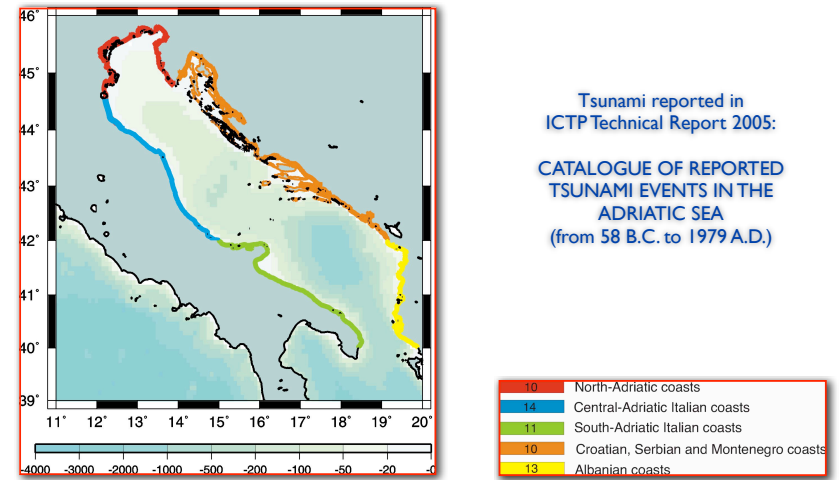 46°
45°
44°
43°
42°
41°
40°
39°
11° 12° 13° 14° 15° 16° 17° 18° 19° 20°
-4000 -3000 -2000 -1000 -500 -200 -100 -50 -20 -0
Tsunami reported in
ICTP Technical Report 2005:
CATALOGUE OF REPORTED
TSUNAMI EVENTS IN THE
ADRIATIC SEA
(from 58 B.C. to 1979 A.D.)
10 North-Adriatic coasts
14 Central-Adriatic Italian coasts
11 South-Adriatic Italian coasts
10 Croatian, Serbian and Montenegro coasts
13 Albanian coasts